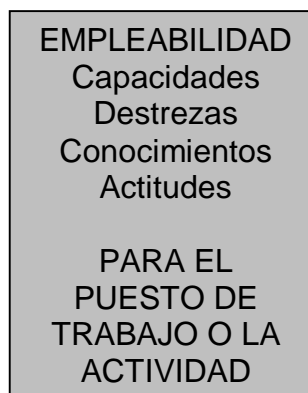 EMPLEABILIDAD
Capacidades
Destrezas
Conocimientos
Actitudes
PARA EL
PUESTO DE
TRABAJO O LA
ACTIVIDAD